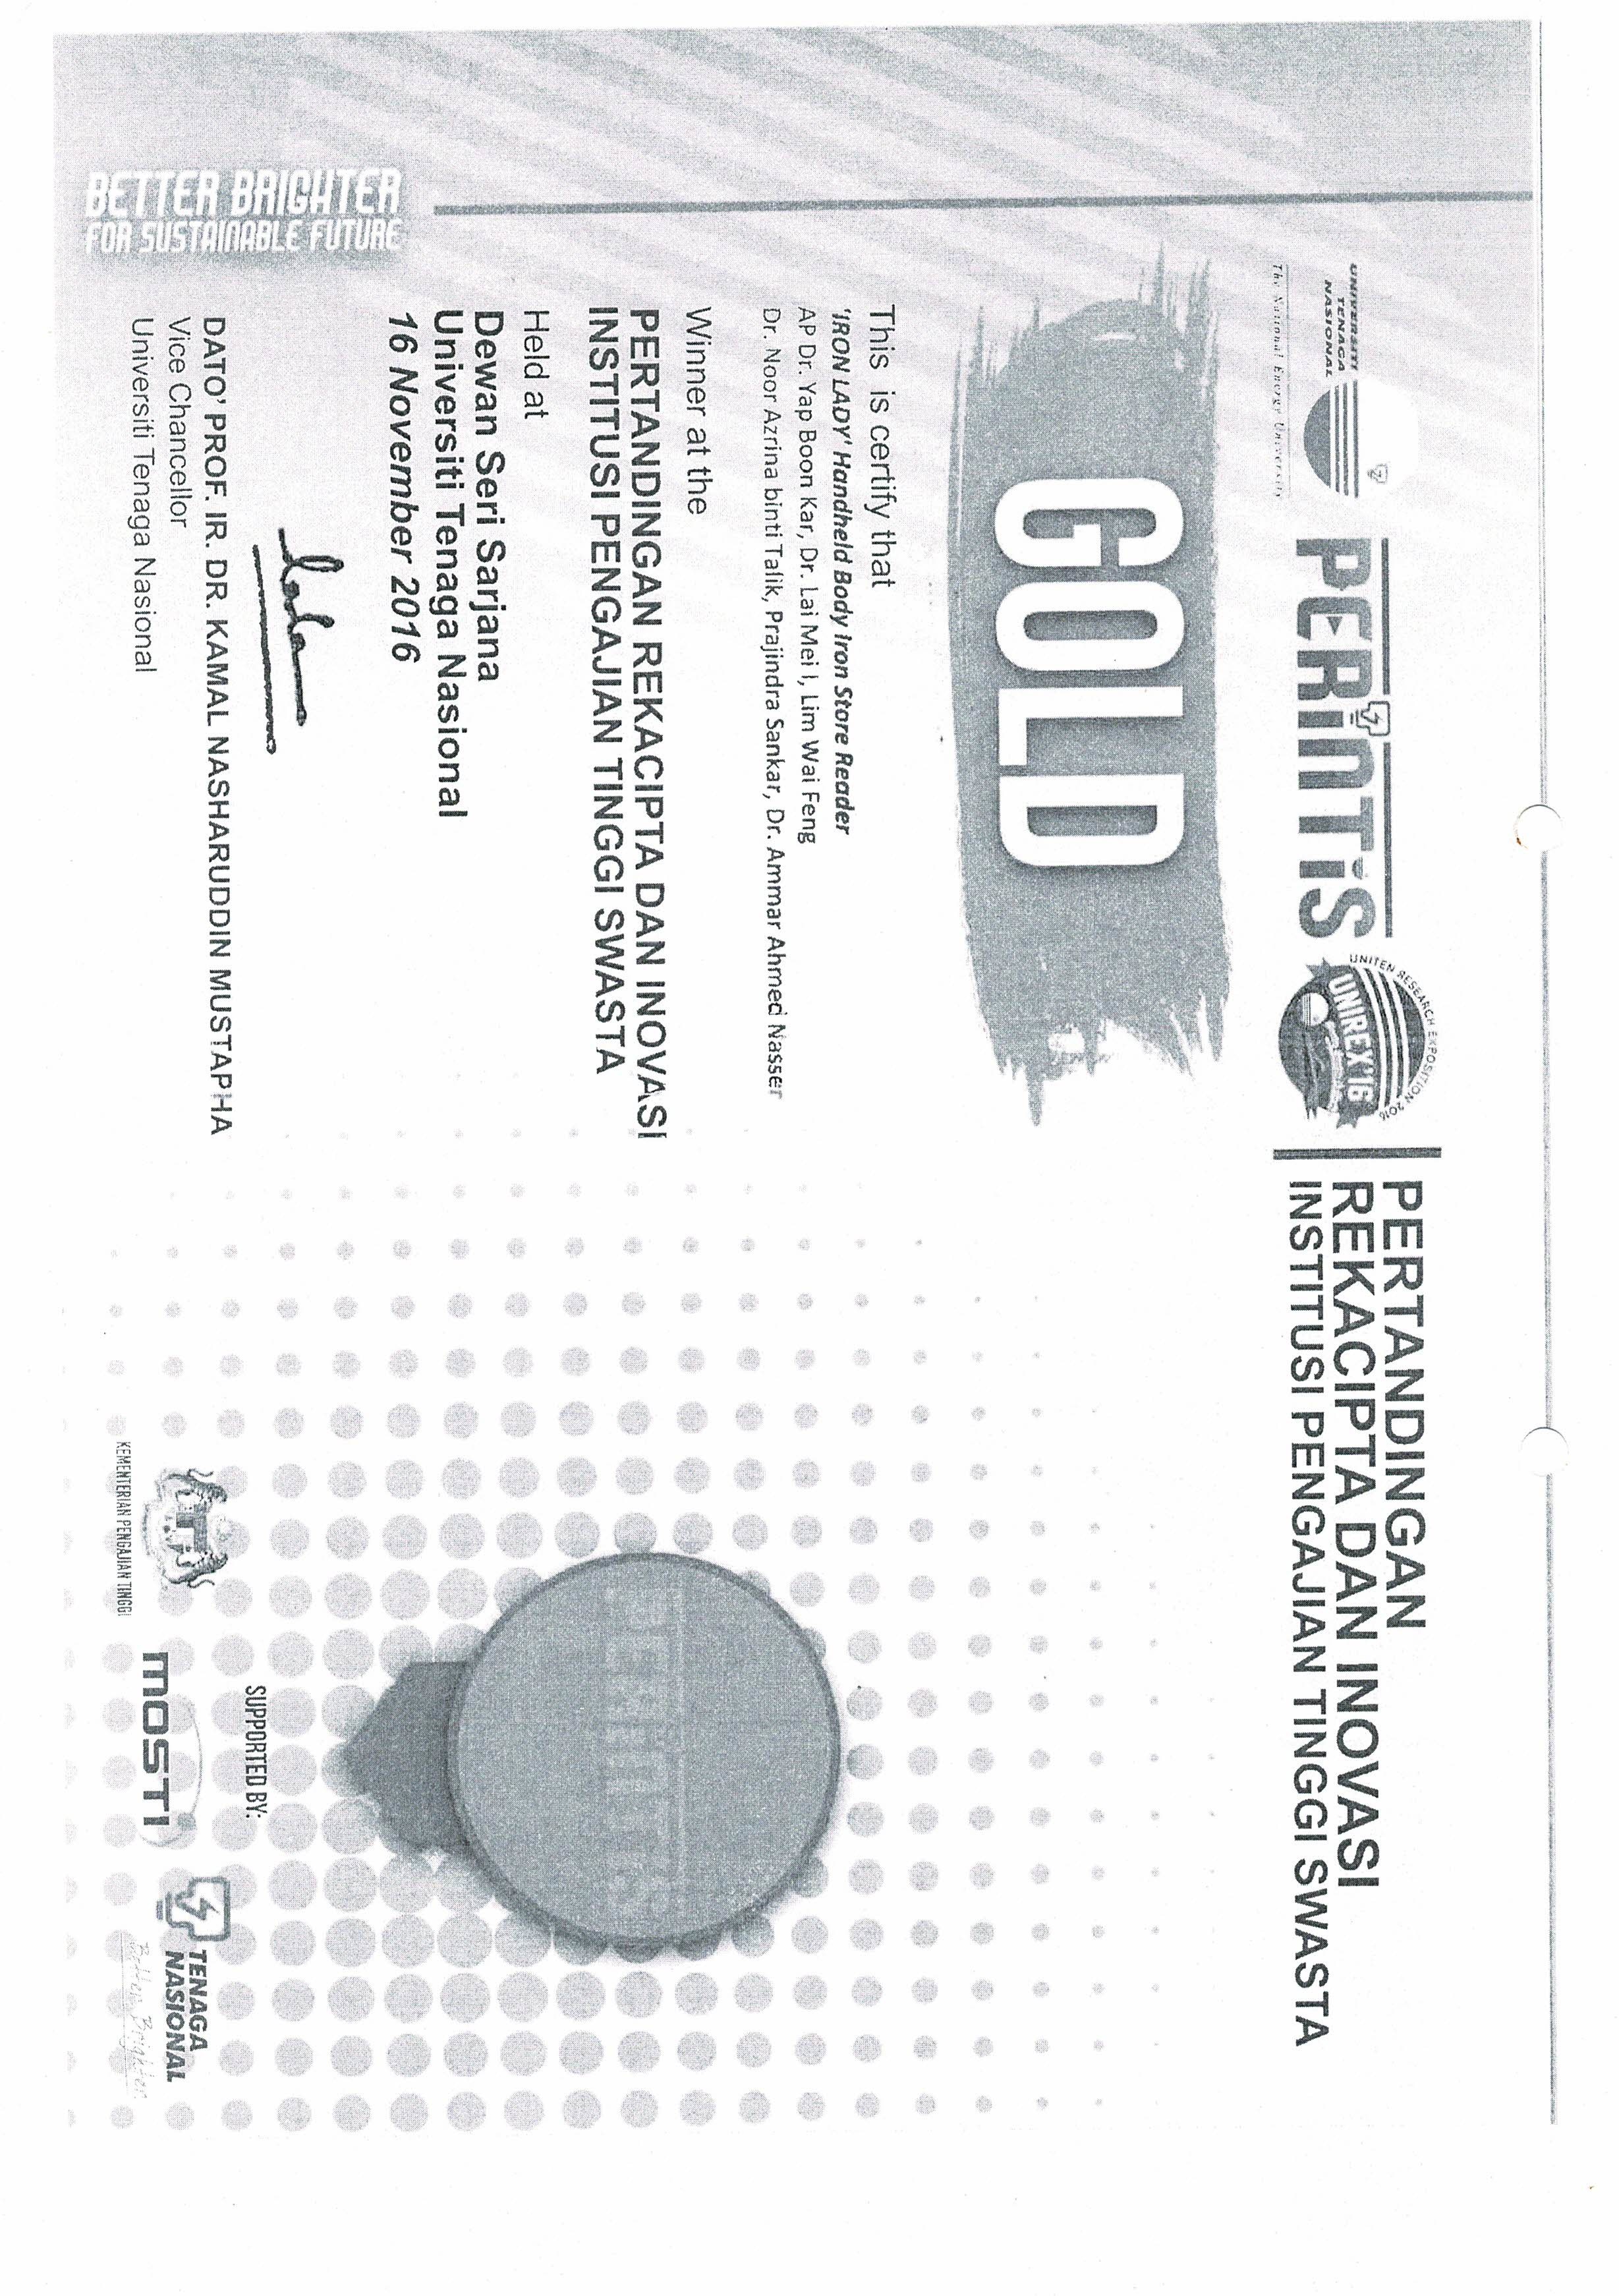 UNIVERSITI
TENAGA
NASIONAL
The National Energy University
PERINTIS
UNITEN RESEARCH EXPOSITION 2016
UNIREX'16
PERTANDINGAN
REKACIPTA DAN INOVASI
INSTITUSI PENGAJIAN TINGGI SWASTA
GOLD
This is certify that
'IRON LADY' Handheld Body Iron Store Reader
AP Dr. Yap Boon Kar, Dr. Lai Mei I, Lim Wai Feng
Dr. Noor Azrina binti Talik, Prajindra Sankar, Dr. Ammar Ahmed Nasser
Winner at the
PERTANDINGAN REKACIPTA DAN INOVASI
INSTITUSI PENGAJIAN TINGGI SWASTA
Held at
Dewan Seri Sarjana
Universiti Tenaga Nasional
16 November 2016
DATO' PROF. IR. DR. KAMAL NASHARUDDIN MUSTAPHA
Vice Chancellor
Universiti Tenaga Nasional
BETTER BRIGHTER
FOR SUSTAINABLE FUTURE
PERINTIS
SUPPORTED BY:
KEMENTERIAN PENGAJIAN TINGGI
MOSTI
TENAGA
NASIONAL
Better. Brighter.